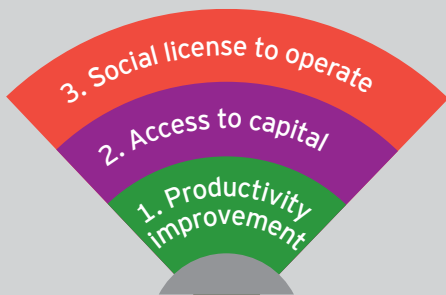 3. Social license to operate
2. Access to capital
1. Productivity
improvement